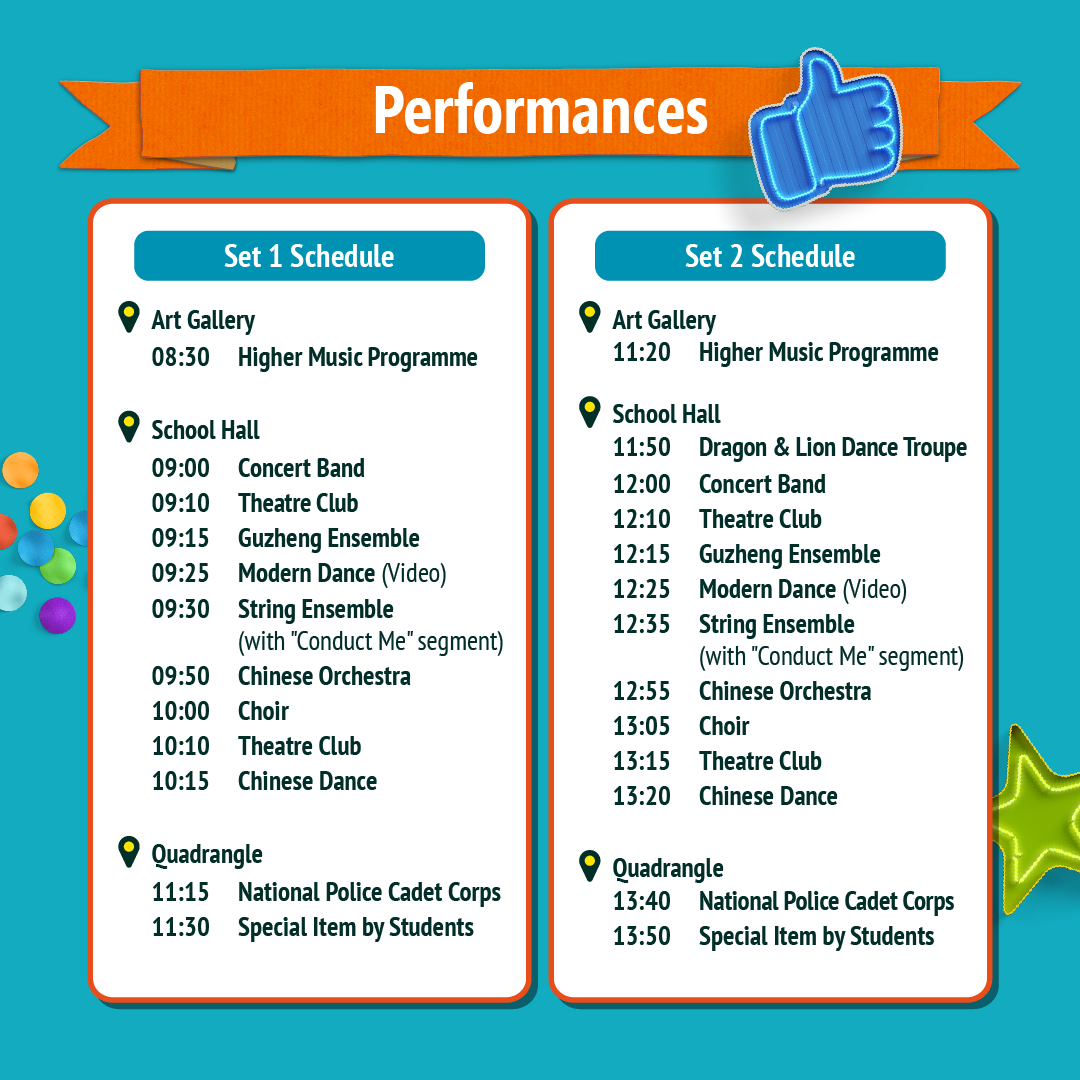 Performances
Set 1 Schedule
Art Gallery
08:30 Higher Music Programme
School Hall
09:00 Concert Band
09:10 Theatre Club
09:15 Guzheng Ensemble
09:25 Modern Dance (Video)
09:30 String Ensemble
(with "Conduct Me" segment)
09:50 Chinese Orchestra
10:00 Choir
10:10 Theatre Club
10:15 Chinese Dance
Quadrangle
11:15 National Police Cadet Corps
11:30 Special Item by Students
Set 2 Schedule
Art Gallery
11:20 Higher Music Programme
School Hall
11:50 Dragon & Lion Dance Troupe
12:00 Concert Band
12:10 Theatre Club
12:15 Guzheng Ensemble
12:25 Modern Dance (Video)
12:35 String Ensemble
(with "Conduct Me" segment)
12:55 Chinese Orchestra
13:05 Choir
13:15 Theatre Club
13:20 Chinese Dance
Quadrangle
13:40 National Police Cadet Corps
13:50 Special Item by Students